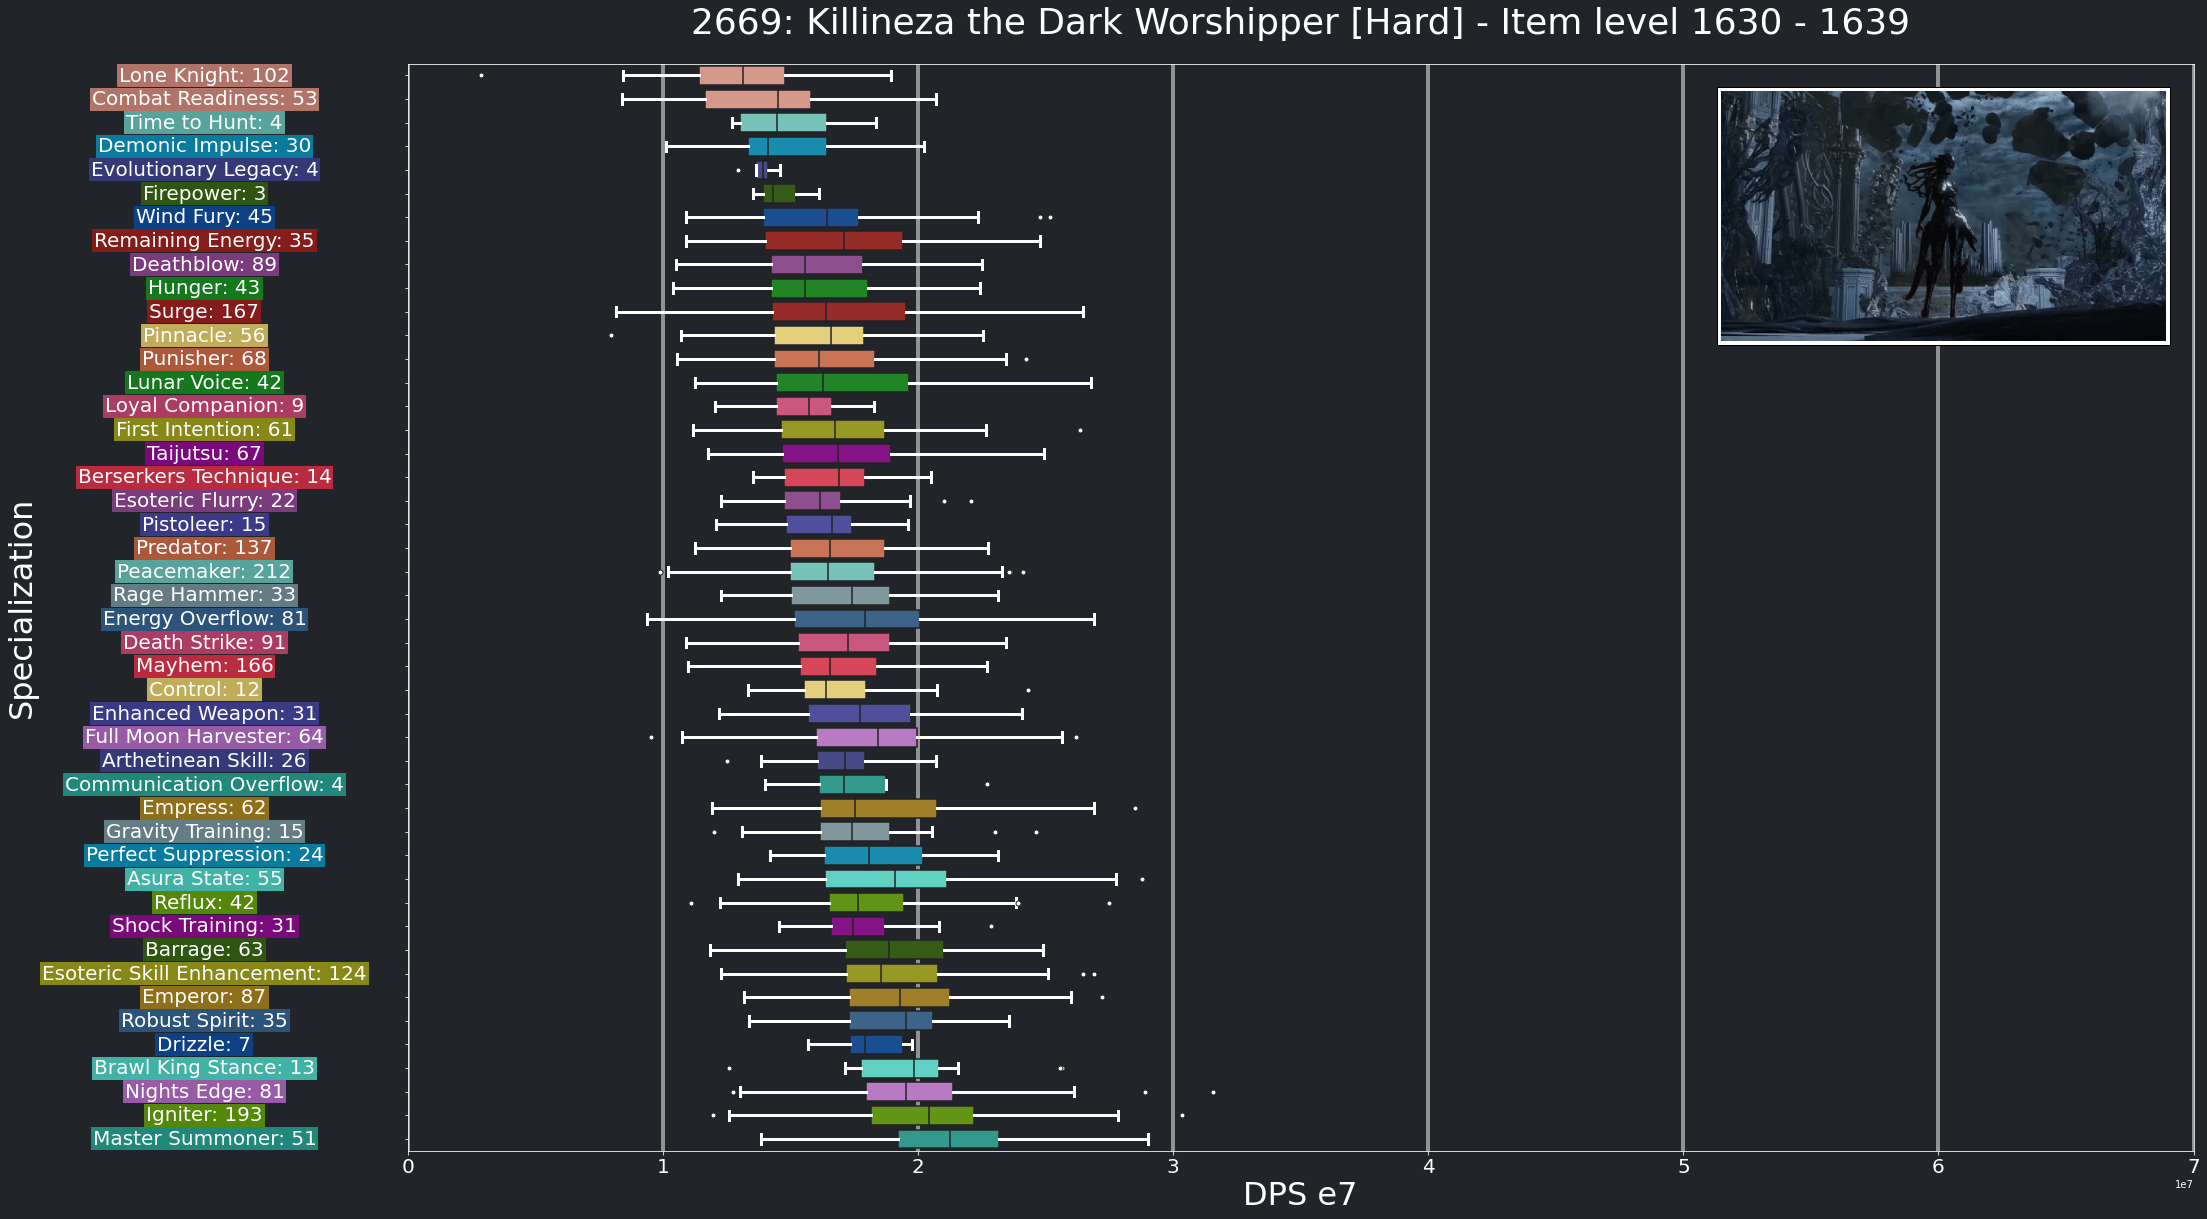 2669: Killineza the Dark Worshipper [Hard] - Item level 1630 - 1639
Specialization
Lone Knight: 102
Combat Readiness: 53
Time to Hunt: 4
Demonic Impulse: 30
Evolutionary Legacy: 4
Firepower: 3
Wind Fury: 45
Remaining Energy: 35
Deathblow: 89
Hunger: 43
Surge: 167
Pinnacle: 56
Punisher: 68
Lunar Voice: 42
Loyal Companion: 9
First Intention: 61
Taijutsu: 67
Berserkers Technique: 14
Esoteric Flurry: 22
Pistoleer: 15
Predator: 137
Peacemaker: 212
Rage Hammer: 33
Energy Overflow: 81
Death Strike: 91
Mayhem: 166
Control: 12
Enhanced Weapon: 31
Full Moon Harvester: 64
Arthetinean Skill: 26
Communication Overflow: 4
Empress: 62
Gravity Training: 15
Perfect Suppression: 24
Asura State: 55
Reflux: 42
Shock Training: 31
Barrage: 63
Esoteric Skill Enhancement: 124
Emperor: 87
Robust Spirit: 35
Drizzle: 7
Brawl King Stance: 13
Nights Edge: 81
Igniter: 193
Master Summoner: 51
0 1 2 3 4 5 6 7
DPS e7
1e7